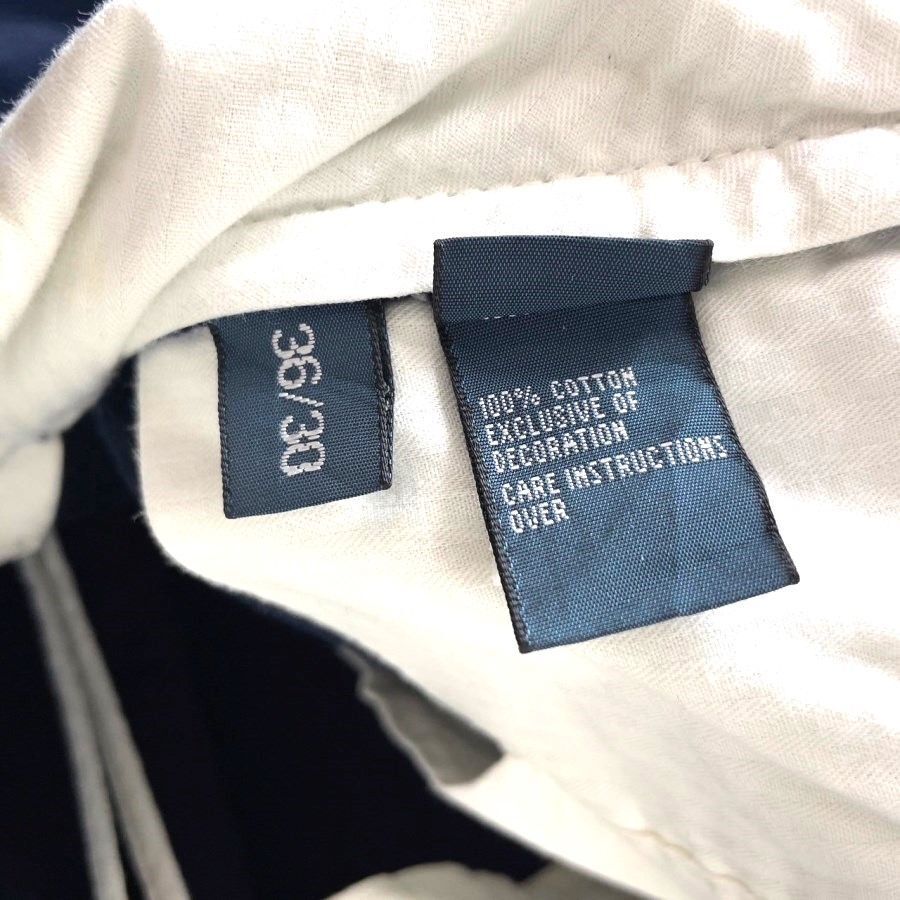 36/30
100% COTTON
EXCLUSIVE OF
DECORATION
CARE INSTRUCTIONS
OVER